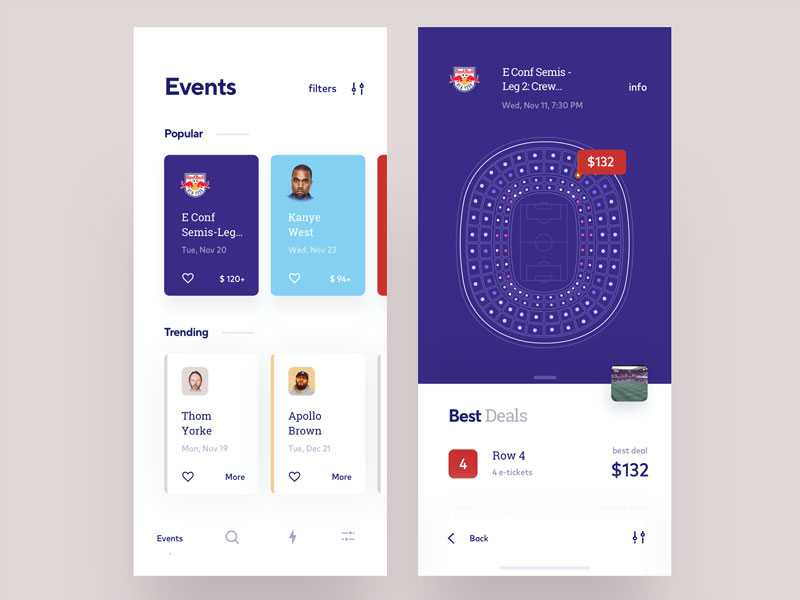 Events
filters
Popular
E Conf
Semis-Leg...
Tue, Nov 20
$ 120+
Kanye
West
Wed, Nov 23
$ 94+
Trending
Thom
Yorke
Mon, Nov 19
More
Apollo
Brown
Tue, Dec 21
More
Events
E Conf Semis -
Leg 2: Crew...
Wed, Nov 11, 7:30 PM
info
$132
Best Deals
4
Row 4
4 e-tickets
best deal
$132
Back